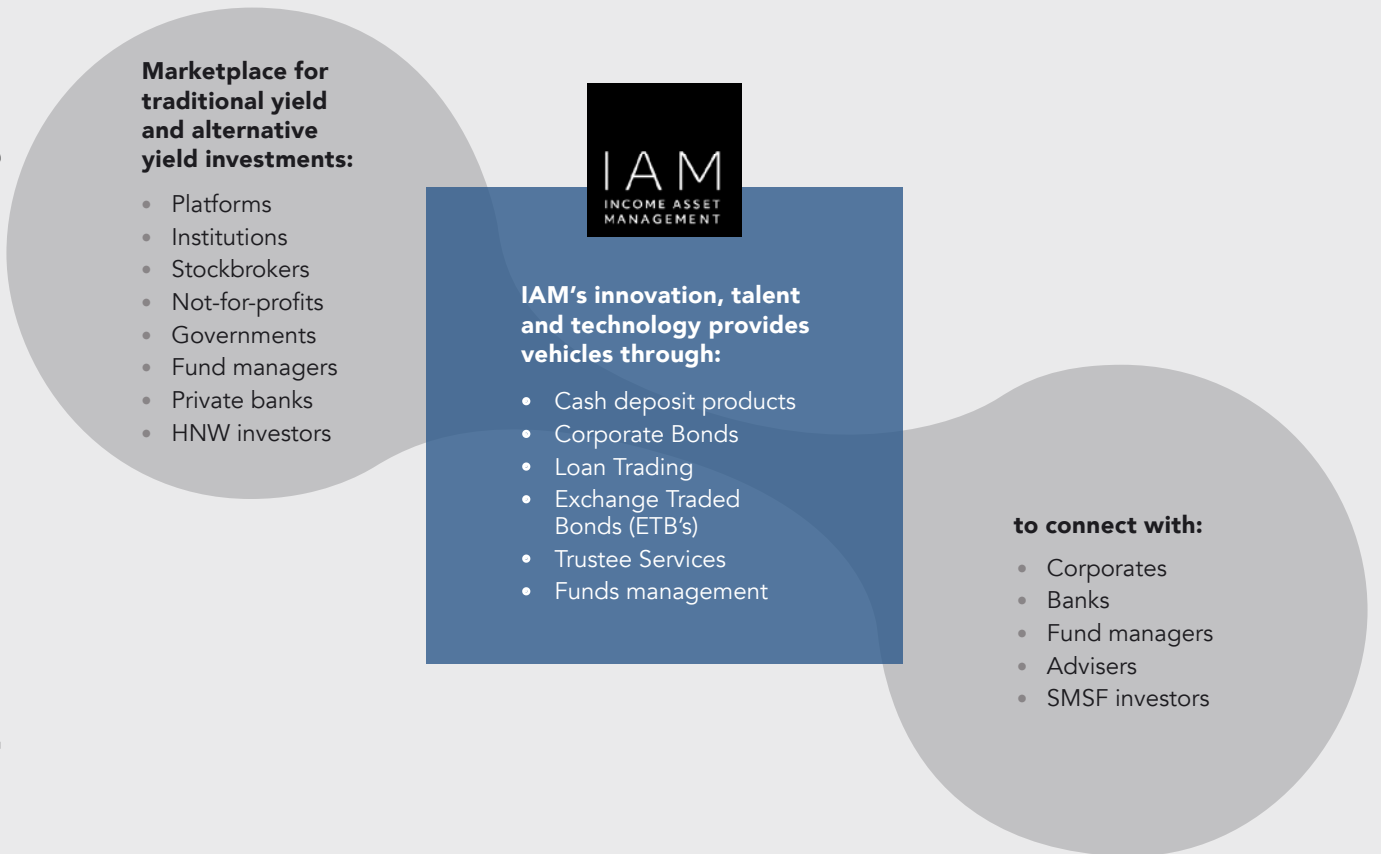 Marketplace for
traditional yield
and alternative
yield investments:
• Platforms
• Institutions
• Stockbrokers
• Not-for-profits
• Governments
• Fund managers
• Private banks
• HNW investors
IAM
INCOME ASSET
MANAGEMENT
IAM’s innovation, talent
and technology provides
vehicles through:
• Cash deposit products
• Corporate Bonds
• Loan Trading
• Exchange Traded
Bonds (ETB’s)
• Trustee Services
• Funds management
to connect with:
• Corporates
• Banks
• Fund managers
• Advisers
• SMSF investors